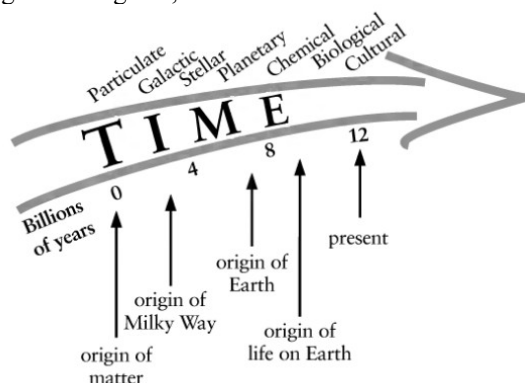 Particulate
Galactic
Stellar
Planetary
Chemical
Biological
Cultural
TIME
0
4
8
12
Billions
of years
present
origin of
Earth
origin of
Milky Way
origin of
life on Earth
origin of
matter